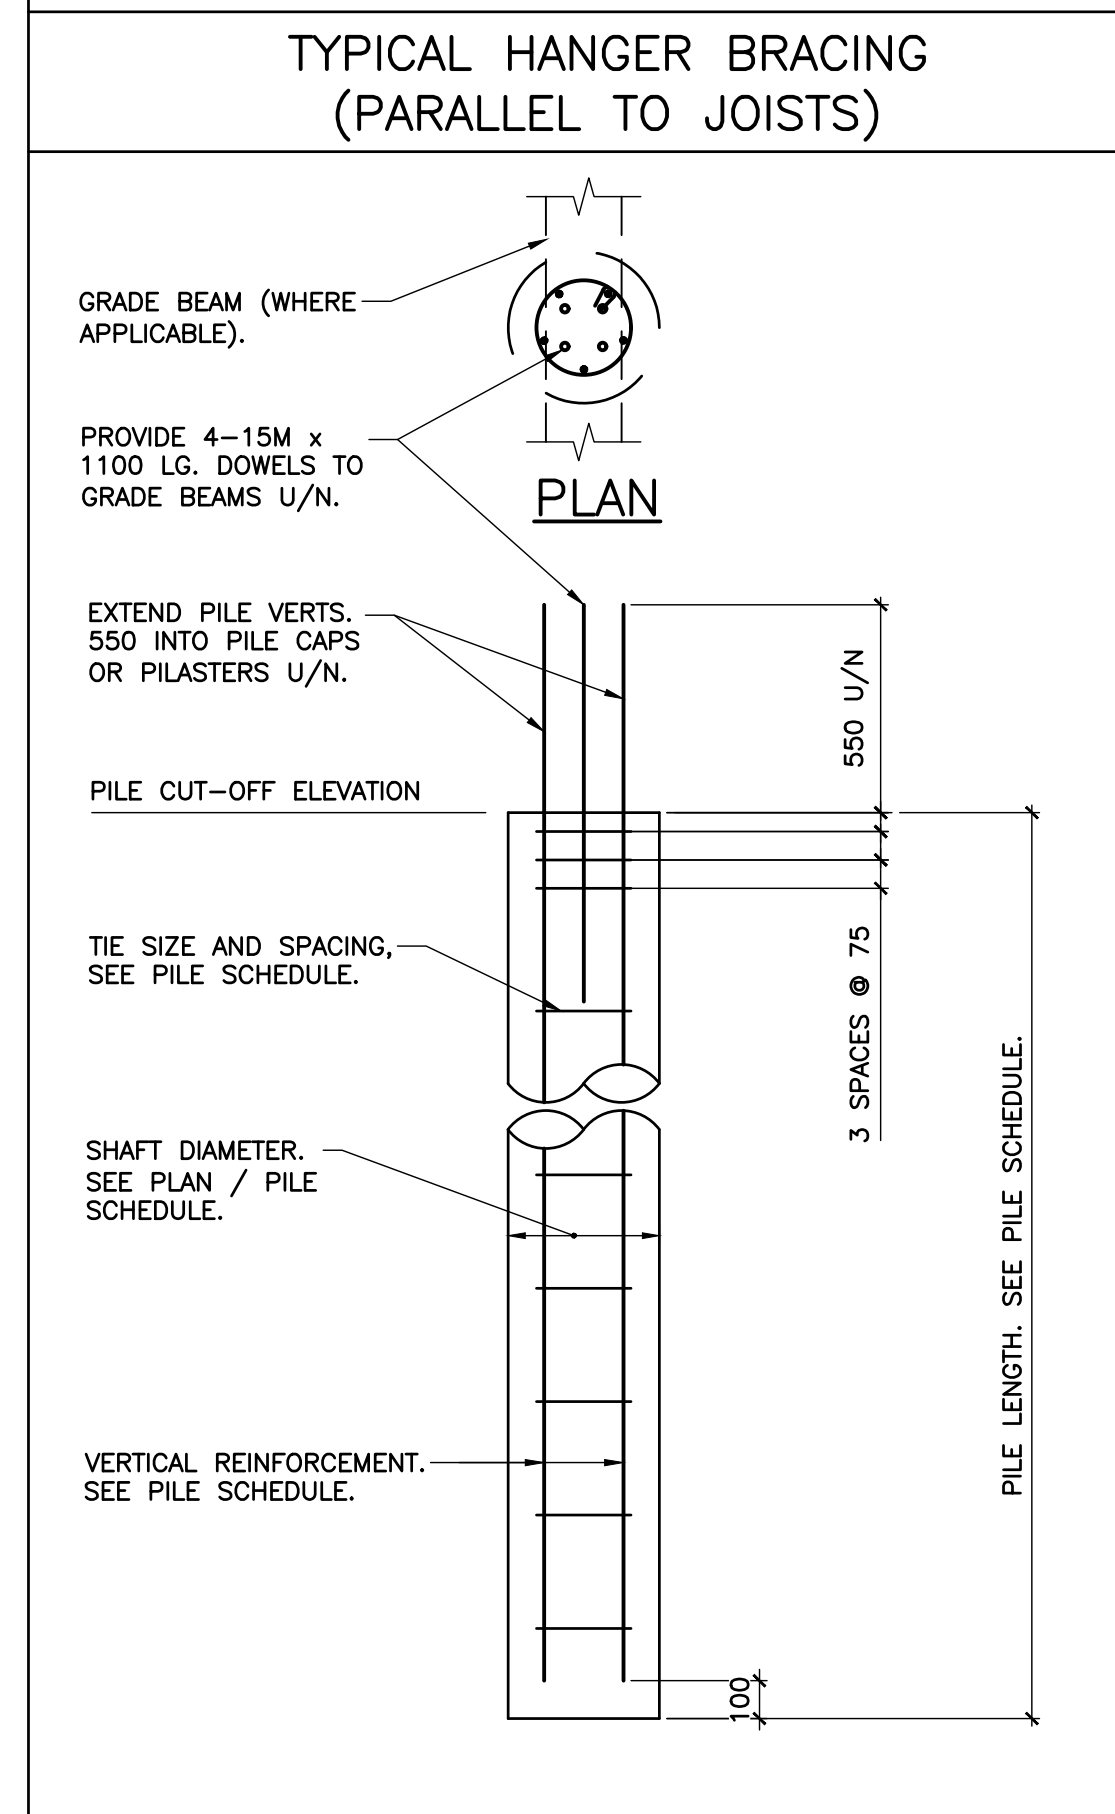 TYPICAL HANGER BRACING
(PARALLEL TO JOISTS)
GRADE BEAM (WHERE
APPLICABLE).
PROVIDE 4-15M x
1100 LG. DOWELS TO
GRADE BEAMS U/N.
PLAN
EXTEND PILE VERTS.
550 INTO PILE CAPS
OR PILASTERS U/N.
550 U/N
PILE CUT-OFF ELEVATION
TIE SIZE AND SPACING,
SEE PILE SCHEDULE.
3 SPACES @ 75
SHAFT DIAMETER.
SEE PLAN / PILE
SCHEDULE.
PILE LENGTH. SEE PILE SCHEDULE.
VERTICAL REINFORCEMENT.
SEE PILE SCHEDULE.
100